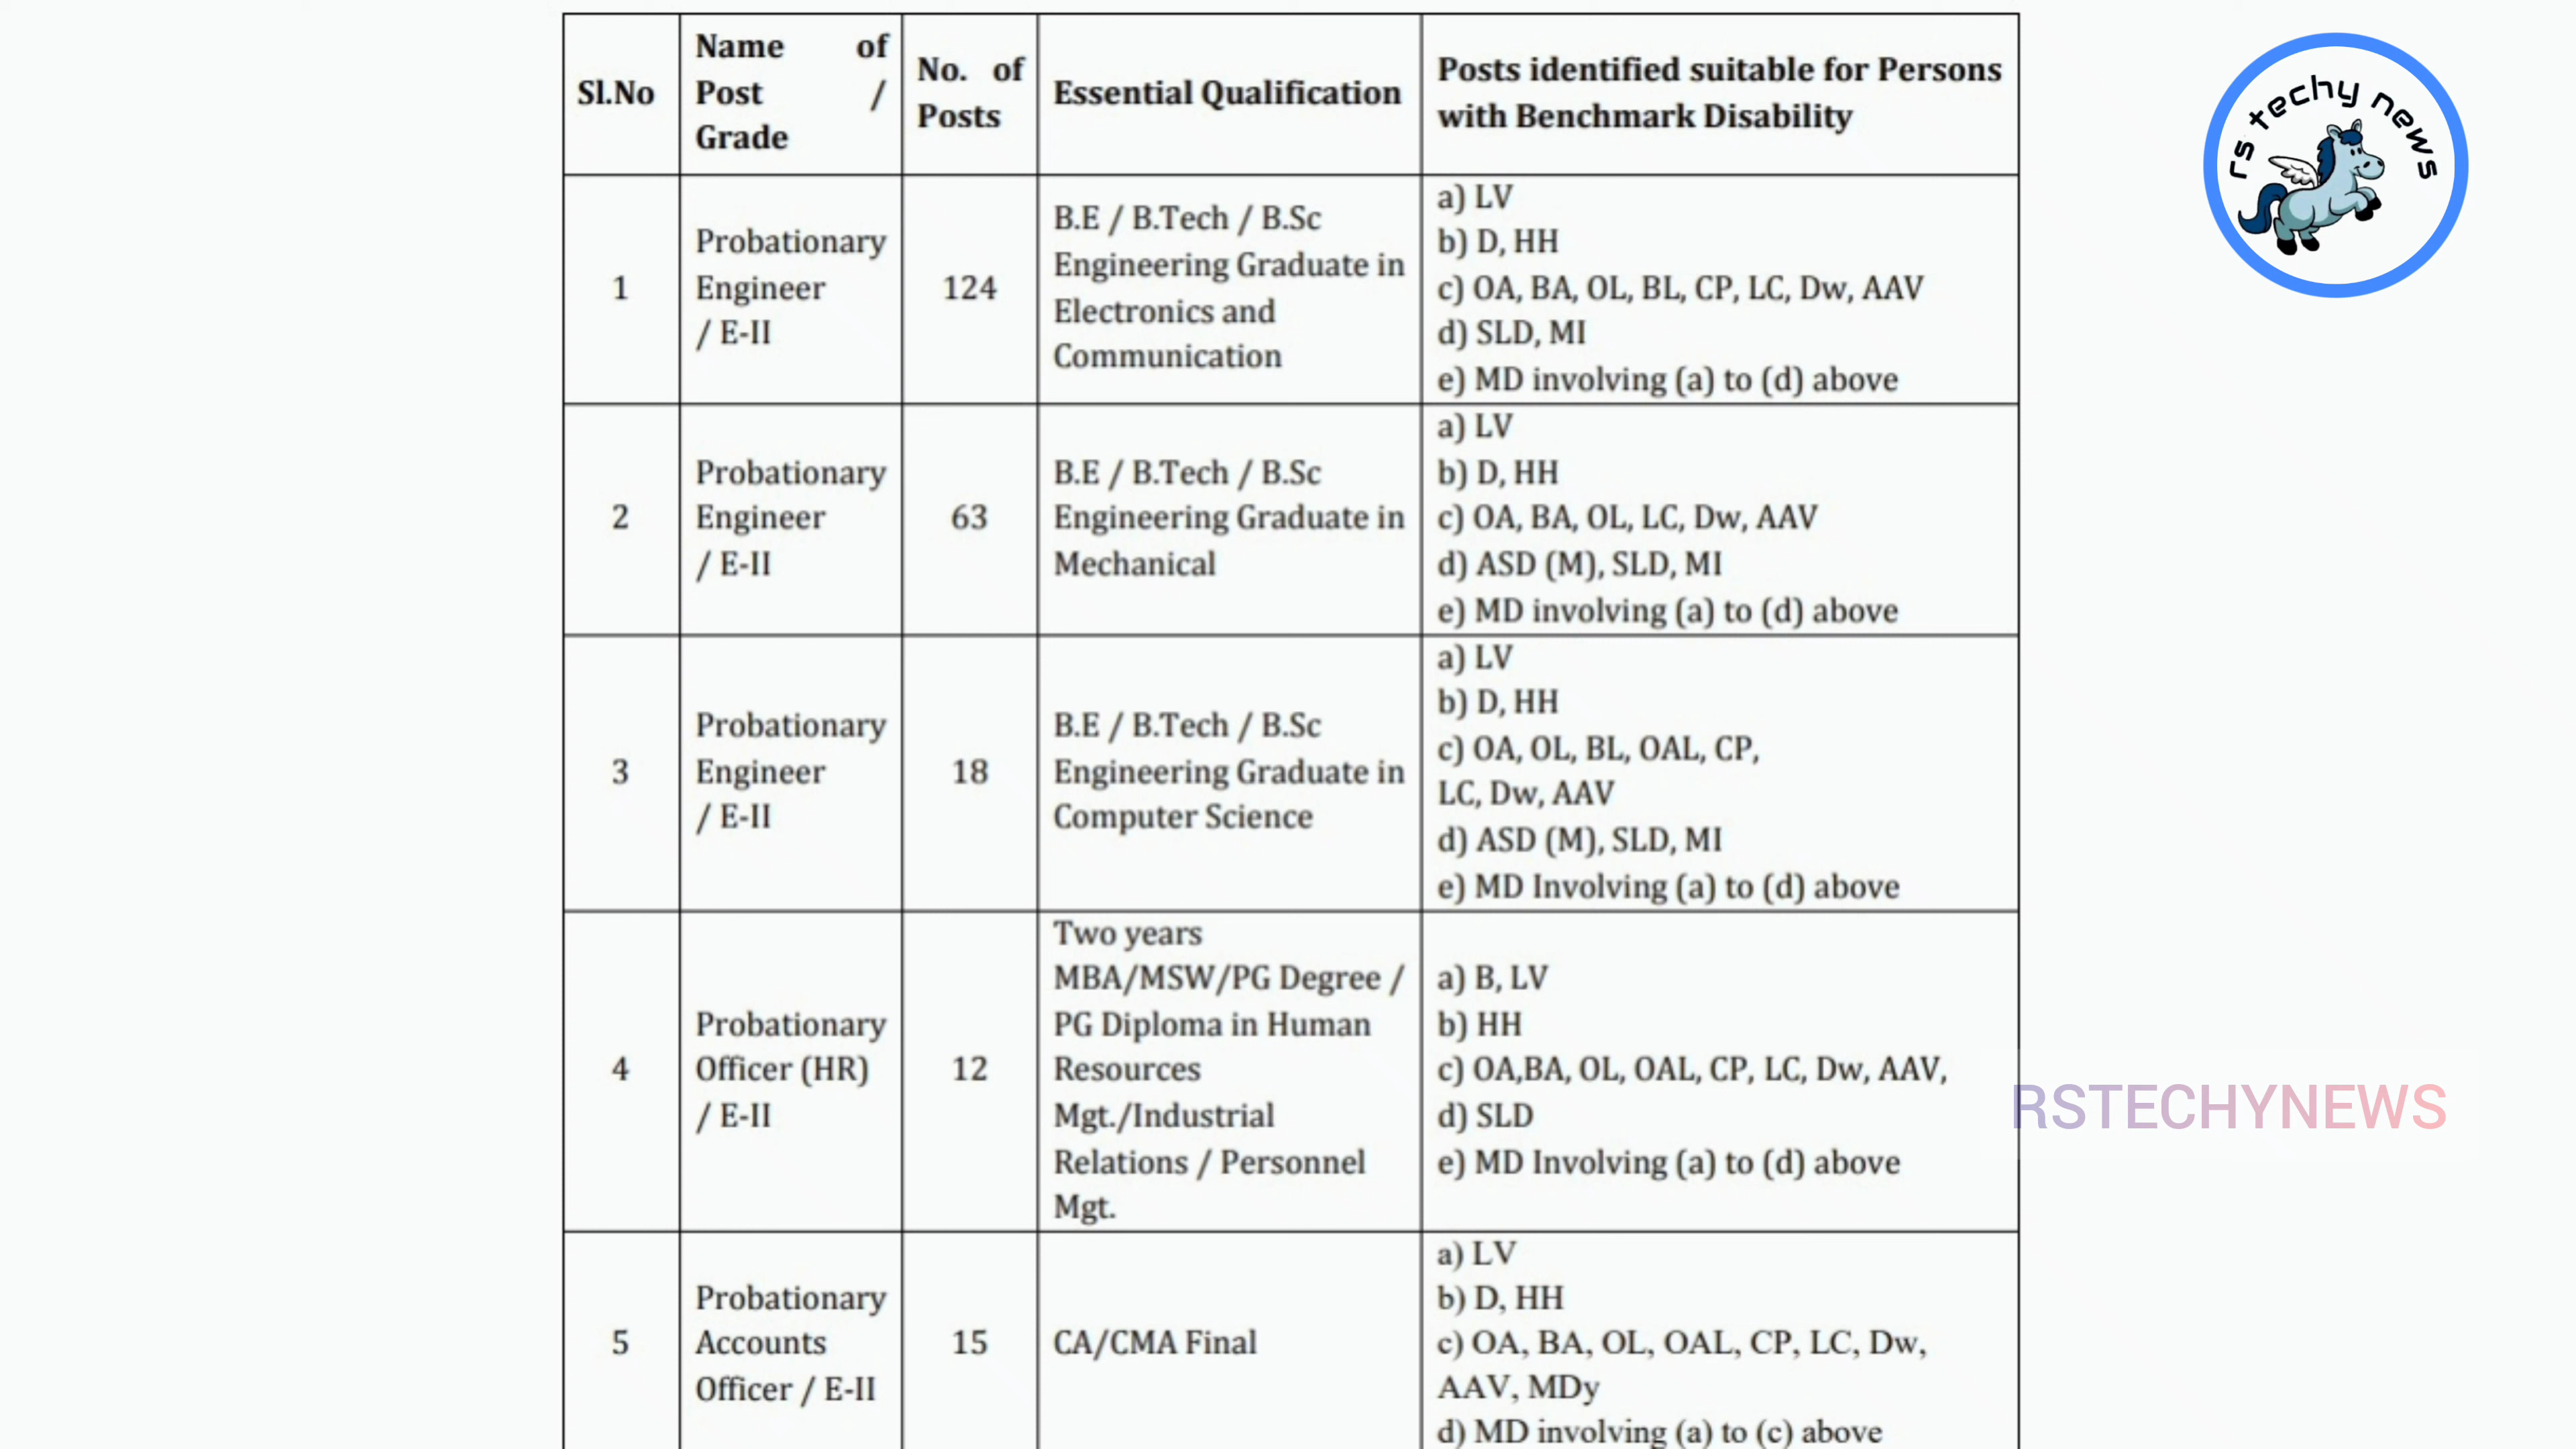 Sl.No
Name of
Post /
Grade
No. of
Posts
Essential Qualification
Posts identified suitable for Persons
with Benchmark Disability
1
Probationary
Engineer
/ E-II
124
B.E / B.Tech / B.Sc
Engineering Graduate in
Electronics and
Communication
a) LV
b) D, HH
c) OA, BA, OL, BL, CP, LC, Dw, AAV
d) SLD, MI
e) MD involving (a) to (d) above
2
Probationary
Engineer
/ E-II
63
B.E / B.Tech / B.Sc
Engineering Graduate in
Mechanical
a) LV
b) D, HH
c) OA, BA, OL, LC, Dw, AAV
d) ASD (M), SLD, MI
e) MD involving (a) to (d) above
3
Probationary
Engineer
/ E-II
18
B.E / B.Tech / B.Sc
Engineering Graduate in
Computer Science
a) LV
b) D, HH
c) OA, OL, BL, OAL, CP,
LC, Dw, AAV
d) ASD (M), SLD, MI
e) MD Involving (a) to (d) above
4
Probationary
Officer (HR)
/ E-II
12
Two years
MBA/MSW/PG Degree /
PG Diploma in Human
Resources
Mgt./Industrial
Relations / Personnel
Mgt.
a) B, LV
b) HH
c) OA,BA, OL, OAL, CP, LC, Dw, AAV,
d) SLD
e) MD Involving (a) to (d) above
5
Probationary
Accounts
Officer / E-II
15
CA/CMA Final
a) LV
b) D, HH
c) OA, BA, OL, OAL, CP, LC, Dw,
AAV, MDy
d) MD involving (a) to (c) above
rs techy news
RSTECHYNEWS